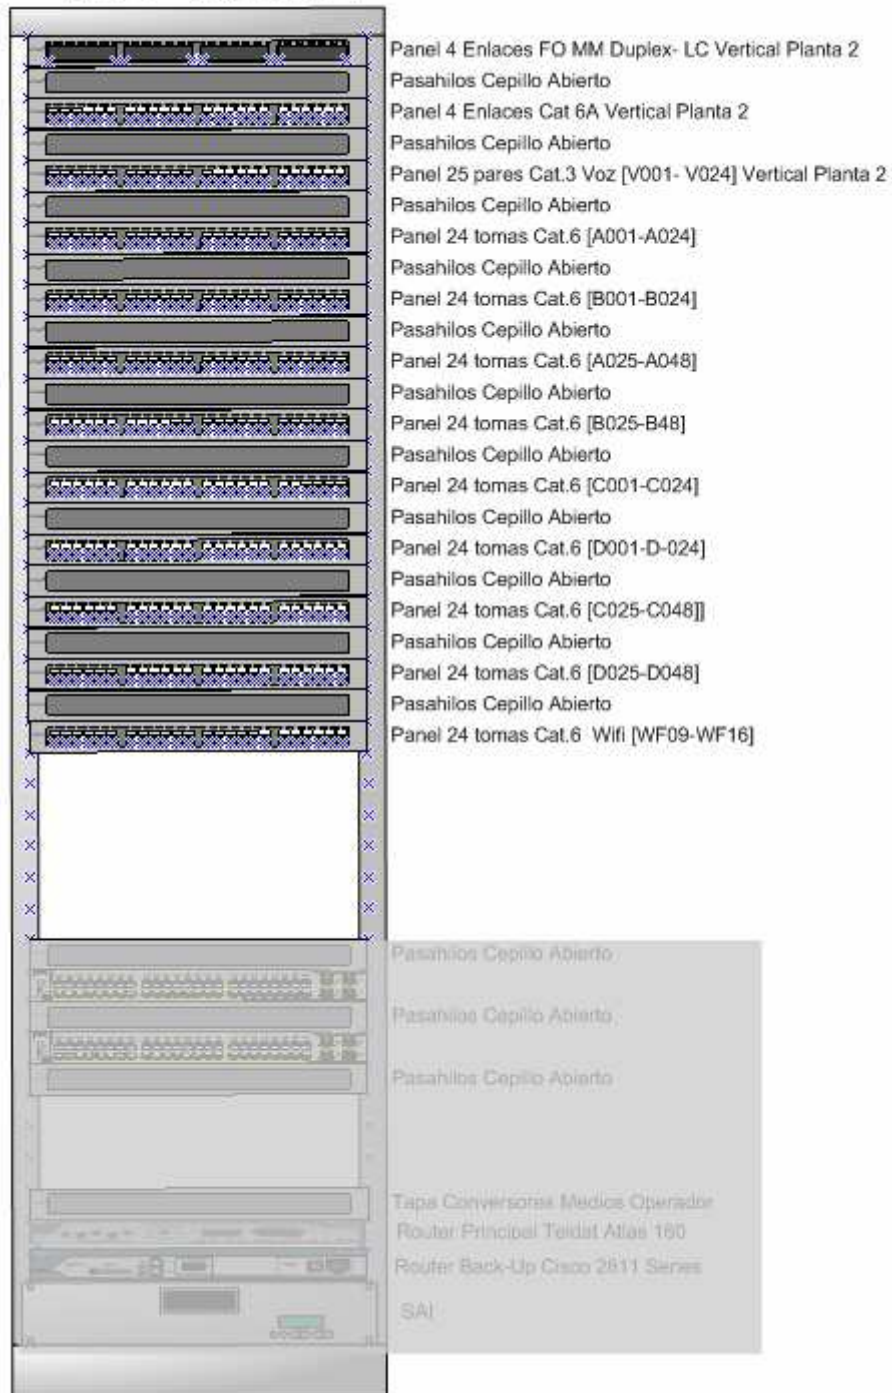 Panel 4 Enlaces FO MM Duplex- LC Vertical Planta 2
Pasahilos Cepillo Abierto
Panel 4 Enlaces Cat 6A Vertical Planta 2
Pasahilos Cepillo Abierto
Panel 25 pares Cat.3 Voz [V001- V024] Vertical Planta 2
Pasahilos Cepillo Abierto
Panel 24 tomas Cat.6 [A001-A024]
Pasahilos Cepillo Abierto
Panel 24 tomas Cat.6 [B001-B024]
Pasahilos Cepillo Abierto
Panel 24 tomas Cat.6 [A025-A048]
Pasahilos Cepillo Abierto
Panel 24 tomas Cat.6 [B025-B48]
Pasahilos Cepillo Abierto
Panel 24 tomas Cat.6 [C001-C024]
Pasahilos Cepillo Abierto
Panel 24 tomas Cat.6 [D001-D-024]
Pasahilos Cepillo Abierto
Panel 24 tomas Cat.6 [C025-C048]]
Pasahilos Cepillo Abierto
Panel 24 tomas Cat.6 [D025-D048]
Pasahilos Cepillo Abierto
Panel 24 tomas Cat.6 Wifi [WF09-WF16]
Pasahilos Cepillo Abierto
Pasahilos Cepillo Abierto
Pasahilos Cepillo Abierto
Tapa Conversores Medios Operador
Router Principal Teldat Atlas 160
Router Back-Up Cisco 2811 Series
SAI